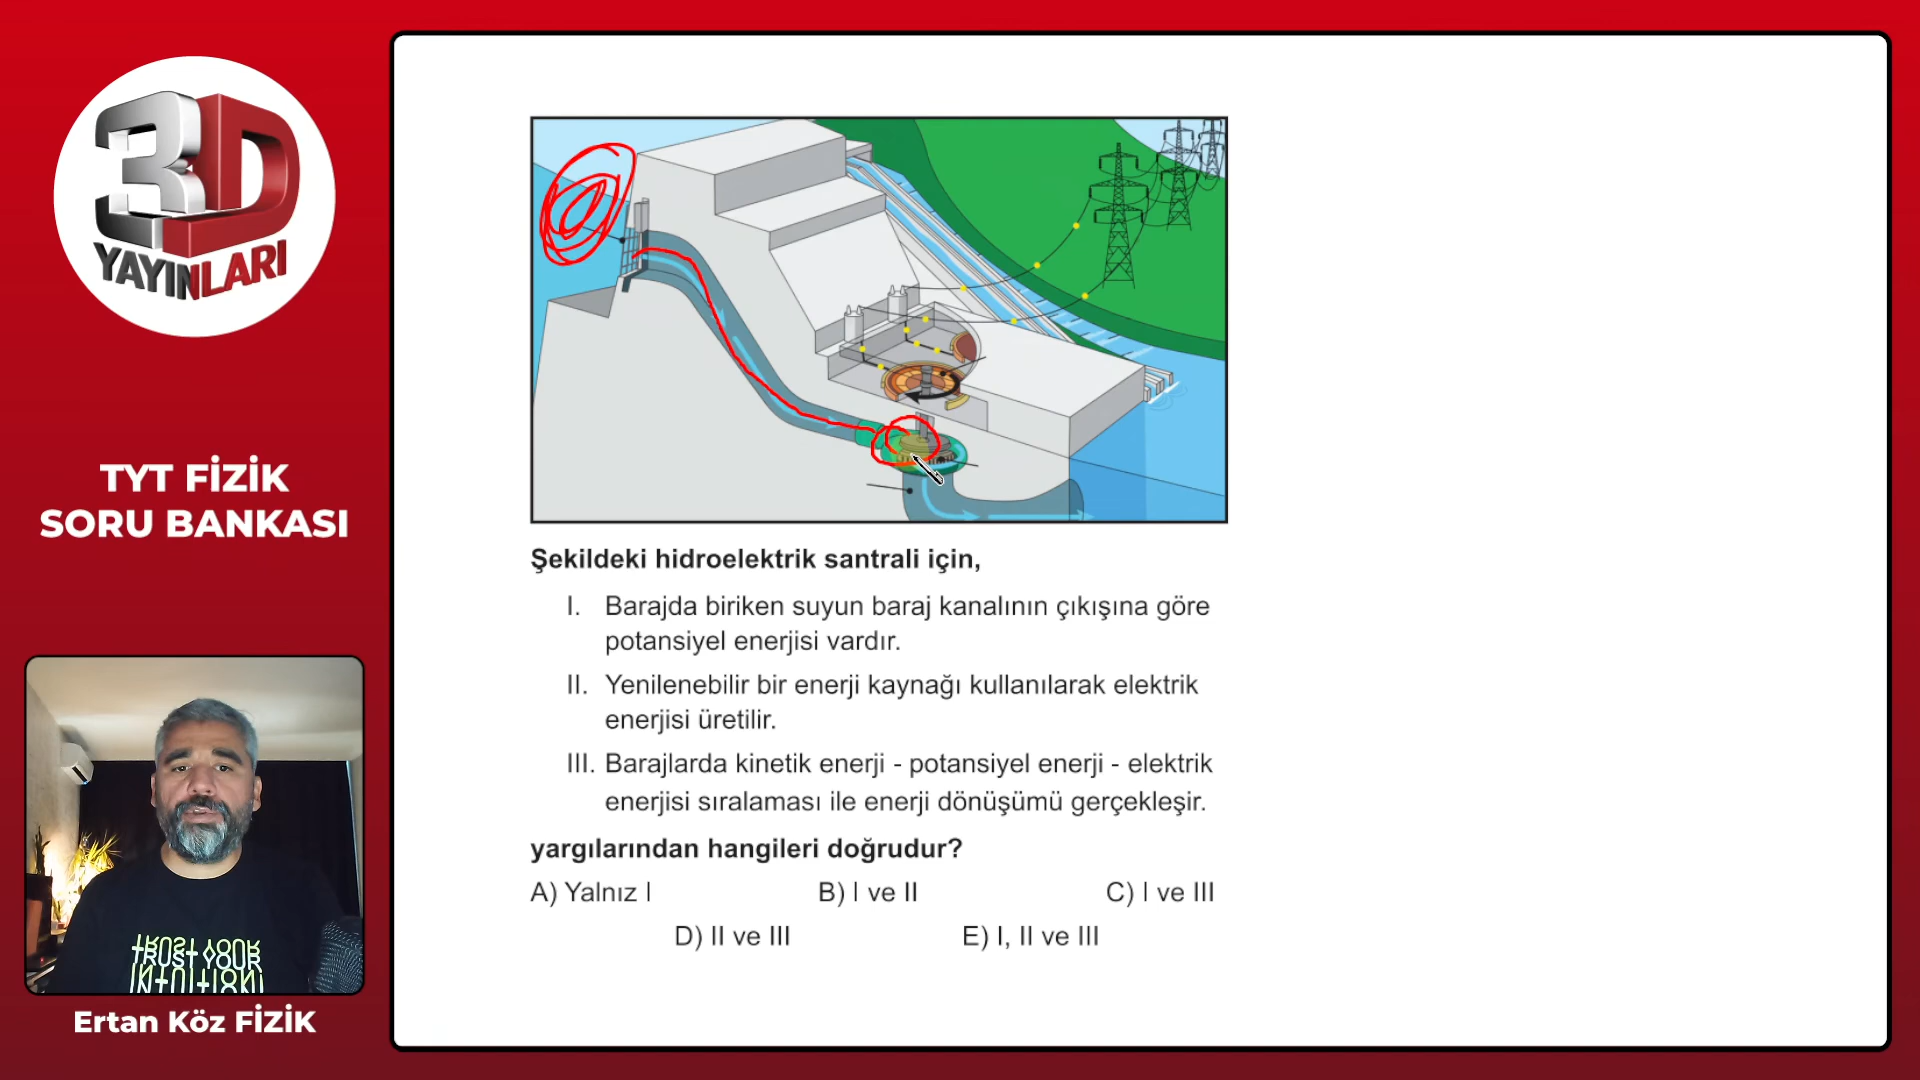 3D
YAYINLARI
TYT FİZİK
SORU BANKASI
TRUST YOUR
INTUITION!
Ertan Köz FİZİK
Şekildeki hidroelektrik santrali için,
I. Barajda biriken suyun baraj kanalının çıkışına göre
potansiyel enerjisi vardır.
II. Yenilenebilir bir enerji kaynağı kullanılarak elektrik
enerjisi üretilir.
III. Barajlarda kinetik enerji - potansiyel enerji - elektrik
enerjisi sıralaması ile enerji dönüşümü gerçekleşir.
yargılarından hangileri doğrudur?
A) Yalnız I B) I ve II C) I ve III
D) II ve III E) I, II ve III